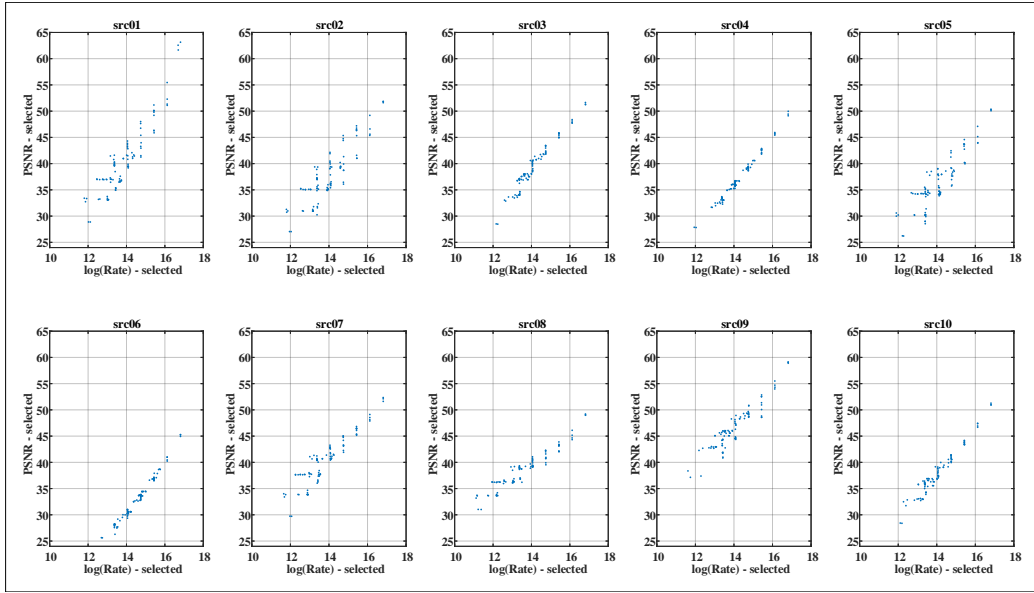 src01 src02 src03 src04 src05
65 65 65 65 65
60 60 60 60 60
55 55 55 55 55
50 50 50 50 50
45 45 45 45 45
40 40 40 40 40
35 35 35 35 35
30 30 30 30 30
25 25 25 25 25
PSNR - selected PSNR - selected PSNR - selected PSNR - selected PSNR - selected
10 12 14 16 18 10 12 14 16 18 10 12 14 16 18 10 12 14 16 18 10 12 14 16 18
log(Rate) - selected log(Rate) - selected log(Rate) - selected log(Rate) - selected log(Rate) - selected
src06 src07 src08 src09 src10
65 65 65 65 65
60 60 60 60 60
55 55 55 55 55
50 50 50 50 50
45 45 45 45 45
40 40 40 40 40
35 35 35 35 35
30 30 30 30 30
25 25 25 25 25
PSNR - selected PSNR - selected PSNR - selected PSNR - selected PSNR - selected
10 12 14 16 18 10 12 14 16 18 10 12 14 16 18 10 12 14 16 18 10 12 14 16 18
log(Rate) - selected log(Rate) - selected log(Rate) - selected log(Rate) - selected log(Rate) - selected